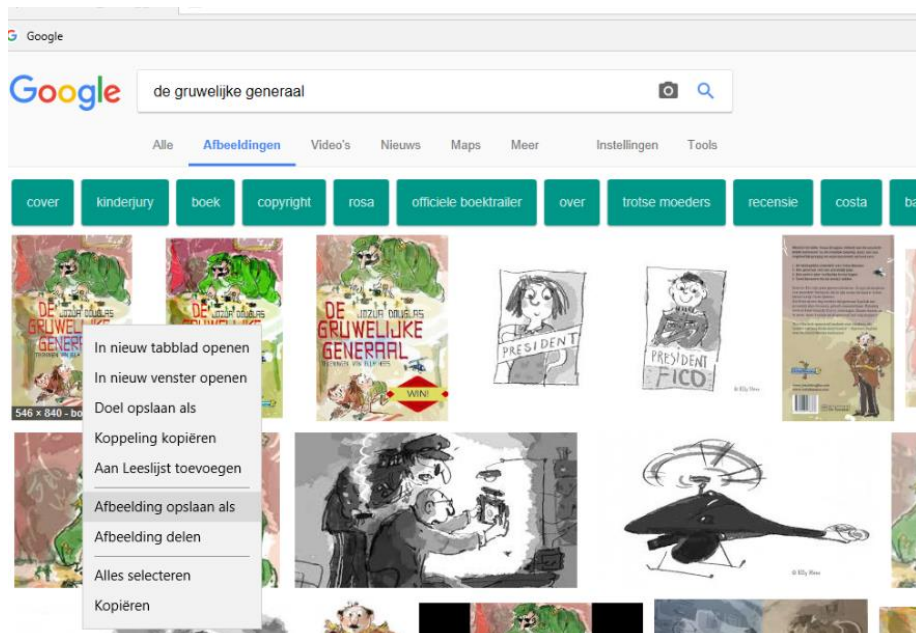 Google
Google
de gruwelijke generaal
Alle Afbeeldingen Video's Nieuws Maps Meer Instellingen Tools
cover kinderjury boek copyright rosa officiele boektrailer over trotse moeders recensie costa ba
JOZUA DOUGLAS
DE
GRUWELIJKE
GENERAAL
WIN!
PRESIDENT
PRESIDENT
FICO
546 × 840 - bo
In nieuw tabblad openen
In nieuw venster openen
Doel opslaan als
Koppeling kopiëren
Aan Leeslijst toevoegen
Afbeelding opslaan als
Afbeelding delen
Alles selecteren
Kopiëren